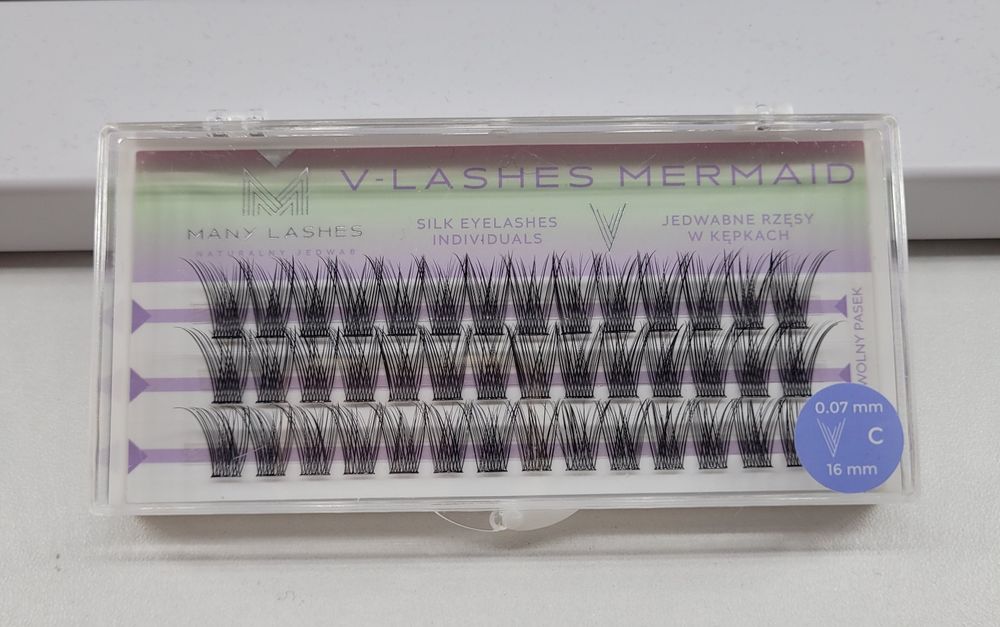 V-LASHES MERMAID
MANY LASHES
NATURALNY JEDWAB
SILK EYELASHES
INDIVIDUALS
JEDWABNE RZĘSY
W KĘPKACH
WOLNY PASEK
0.07 mm
C
16 mm